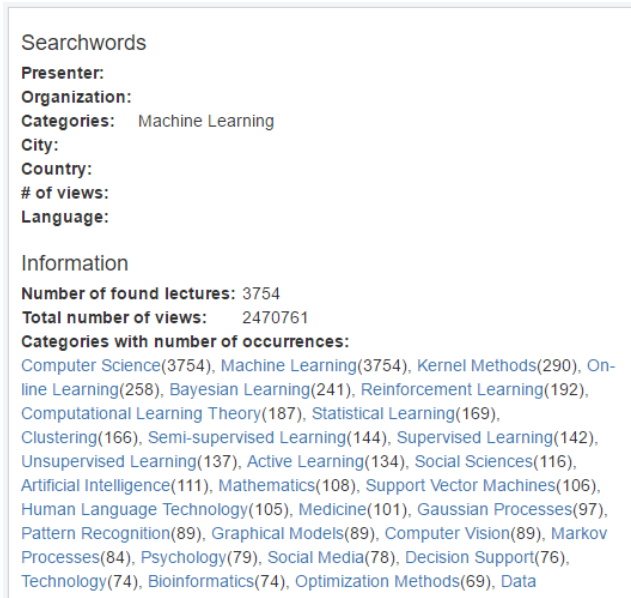 Searchwords
Presenter:
Organization:
Categories: Machine Learning
City:
Country:
# of views:
Language:
Information
Number of found lectures: 3754
Total number of views: 2470761
Categories with number of occurrences:
Computer Science(3754), Machine Learning(3754), Kernel Methods(290), On-
line Learning(258), Bayesian Learning(241), Reinforcement Learning(192),
Computational Learning Theory(187), Statistical Learning(169),
Clustering(166), Semi-supervised Learning(144), Supervised Learning(142),
Unsupervised Learning(137), Active Learning(134), Social Sciences(116),
Artificial Intelligence(111), Mathematics(108), Support Vector Machines(106),
Human Language Technology(105), Medicine(101), Gaussian Processes(97),
Pattern Recognition(89), Graphical Models(89), Computer Vision(89), Markov
Processes(84), Psychology(79), Social Media(78), Decision Support(76),
Technology(74), Bioinformatics(74), Optimization Methods(69), Data